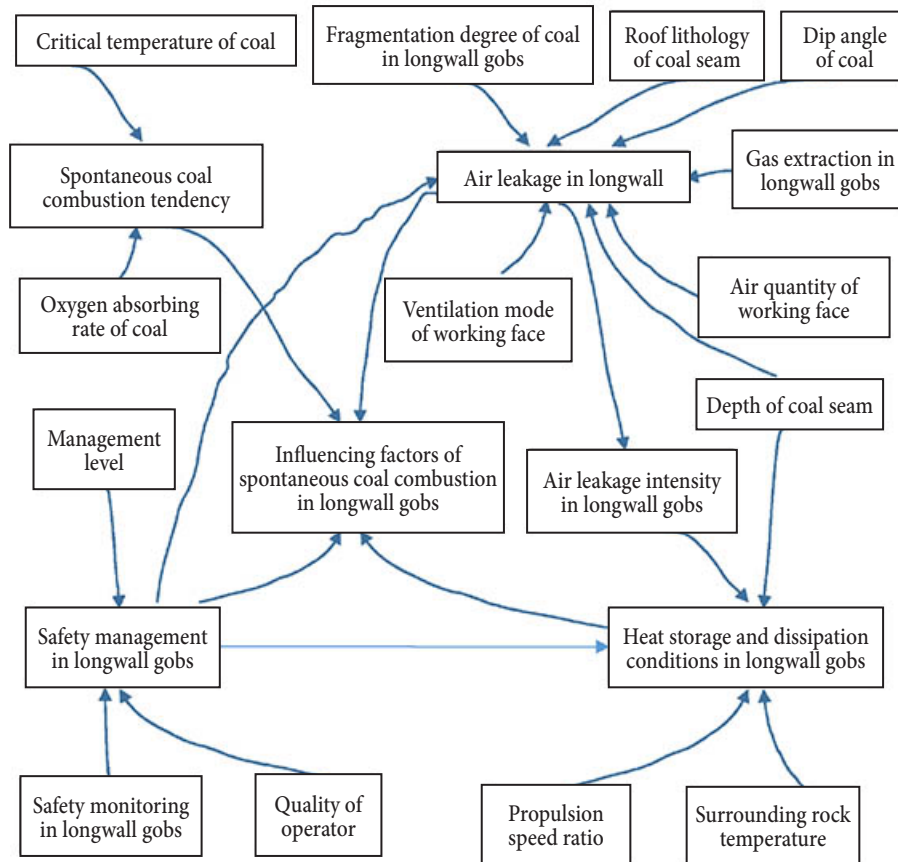 Critical temperature of coal
Fragmentation degree of coal
in longwall gobs
Roof lithology
of coal seam
Dip angle
of coal
Spontaneous coal
combustion tendency
Air leakage in longwall
Gas extraction in
longwall gobs
Oxygen absorbing
rate of coal
Ventilation mode
of working face
Air quantity of
working face
Depth of coal seam
Management
level
Influencing factors of
spontaneous coal combustion
in longwall gobs
Air leakage intensity
in longwall gobs
Safety management
in longwall gobs
Heat storage and dissipation
conditions in longwall gobs
Safety monitoring
in longwall gobs
Quality of
operator
Propulsion
speed ratio
Surrounding rock
temperature